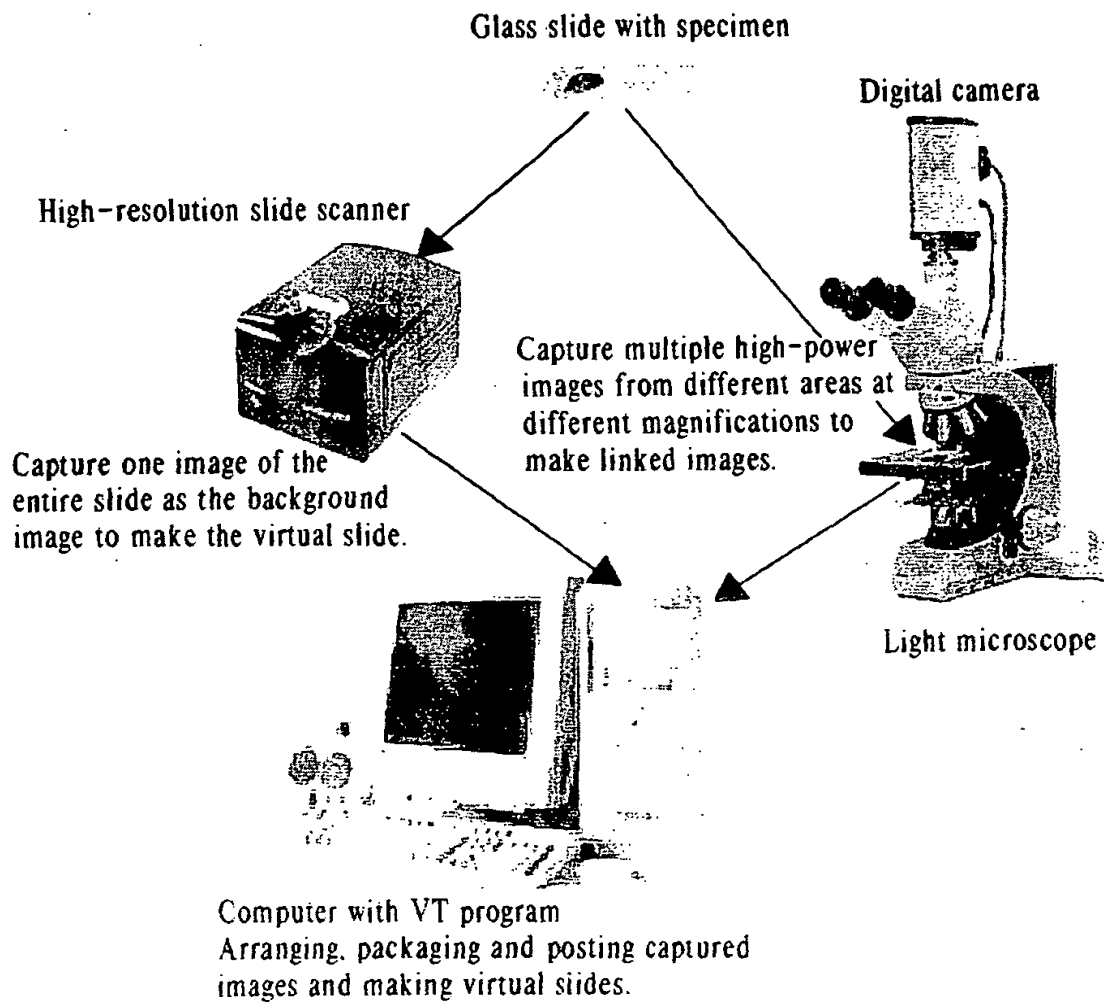 Glass slide with specimen
Digital camera
High-resolution slide scanner
Capture multiple high-power
images from different areas at
different magnifications to
make linked images.
Capture one image of the
entire slide as the background
image to make the virtual slide.
Light microscope
Computer with VT program
Arranging, packaging and posting captured
images and making virtual slides.